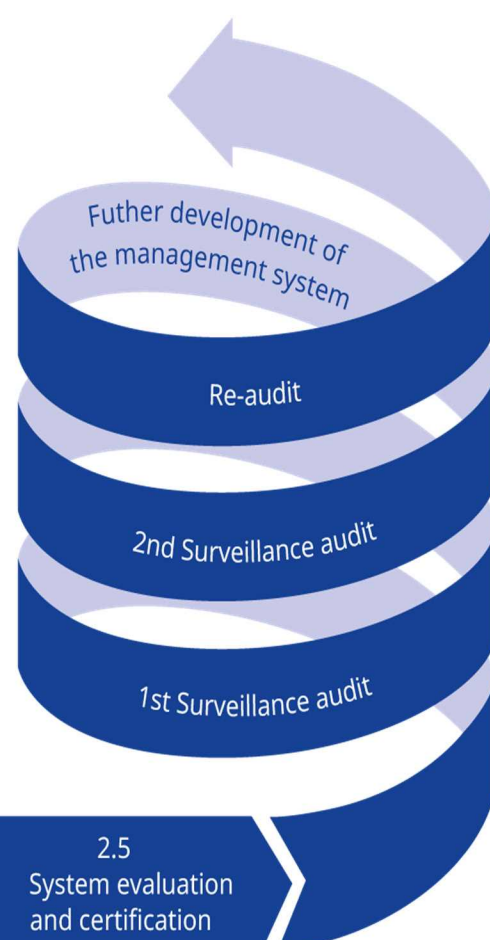 Futher development of
the management system
Re-audit
2nd Surveillance audit
1st Surveillance audit
2.5
System evaluation
and certification